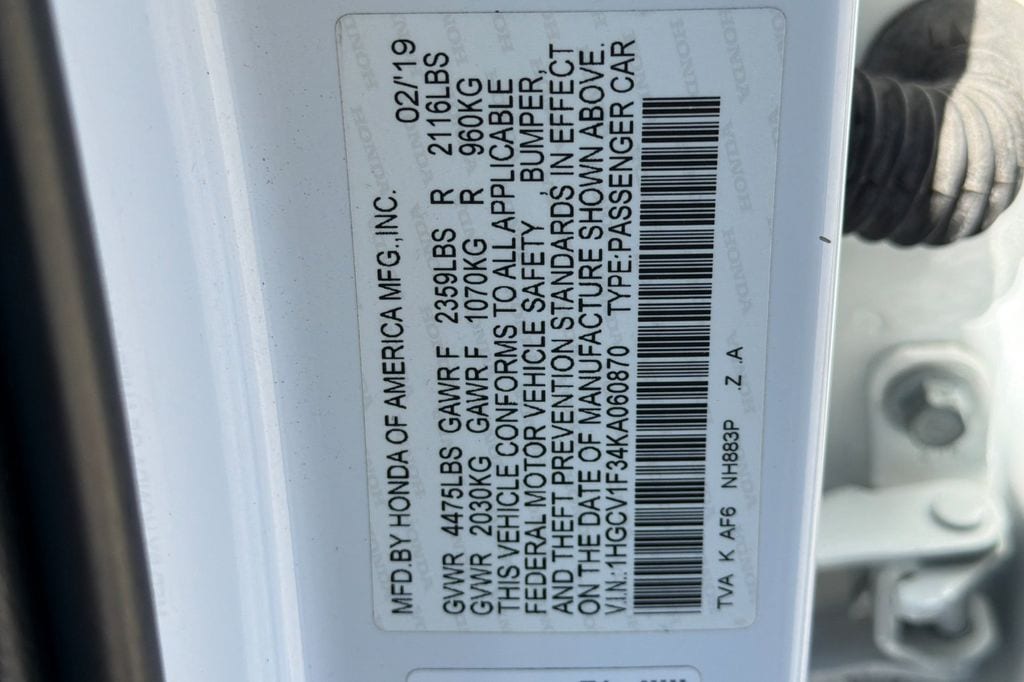 MFD.BY HONDA OF AMERICA MFG.,INC. 02/'19
GVWR 4475LBS GAWR F 2359LBS R 2116LBS
GVWR 2030KG GAWR F 1070KG R 960KG
THIS VEHICLE CONFORMS TO ALL APPLICABLE
FEDERAL MOTOR VEHICLE SAFETY , BUMPER,
AND THEFT PREVENTION STANDARDS IN EFFECT
ON THE DATE OF MANUFACTURE SHOWN ABOVE.
V.I.N.:1HGCV1F34KA060870 TYPE:PASSENGER CAR
TVA K AF6 NH883P .Z .A